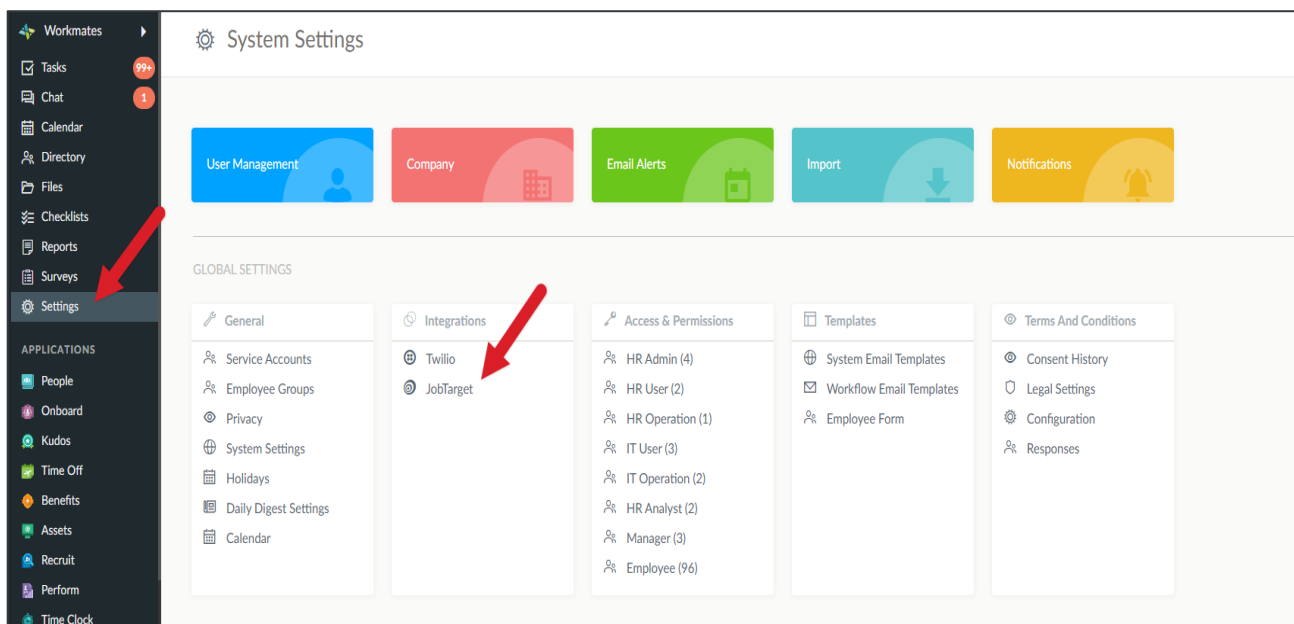 Workmates
Tasks
99+
Chat
1
Calendar
Directory
Files
Checklists
Reports
Surveys
Settings
APPLICATIONS
People
Onboard
Kudos
Time Off
Benefits
Assets
Recruit
Perform
Time Clock
System Settings
User Management
Company
Email Alerts
Import
Notifications
GLOBAL SETTINGS
General
Service Accounts
Employee Groups
Privacy
System Settings
Holidays
Daily Digest Settings
Calendar
Integrations
Twilio
JobTarget
Access & Permissions
HR Admin (4)
HR User (2)
HR Operation (1)
IT User (3)
IT Operation (2)
HR Analyst (2)
Manager (3)
Employee (96)
Templates
System Email Templates
Workflow Email Templates
Employee Form
Terms And Conditions
Consent History
Legal Settings
Configuration
Responses